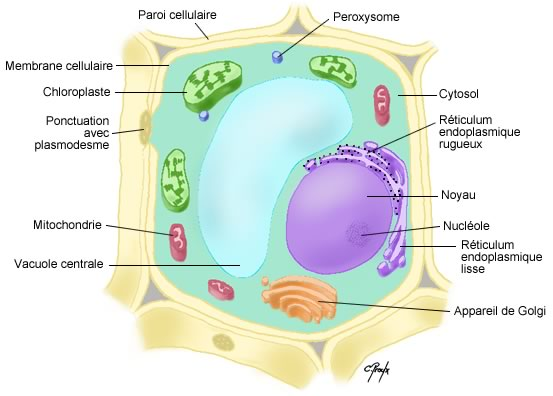 Paroi cellulaire
Peroxysome
Membrane cellulaire
Chloroplaste
Ponctuation
avec
plasmodesme
Mitochondrie
Vacuole centrale
Cytosol
Réticulum
endoplasmique
rugueux
Noyau
Nucléole
Réticulum
endoplasmique
lisse
Appareil de Golgi